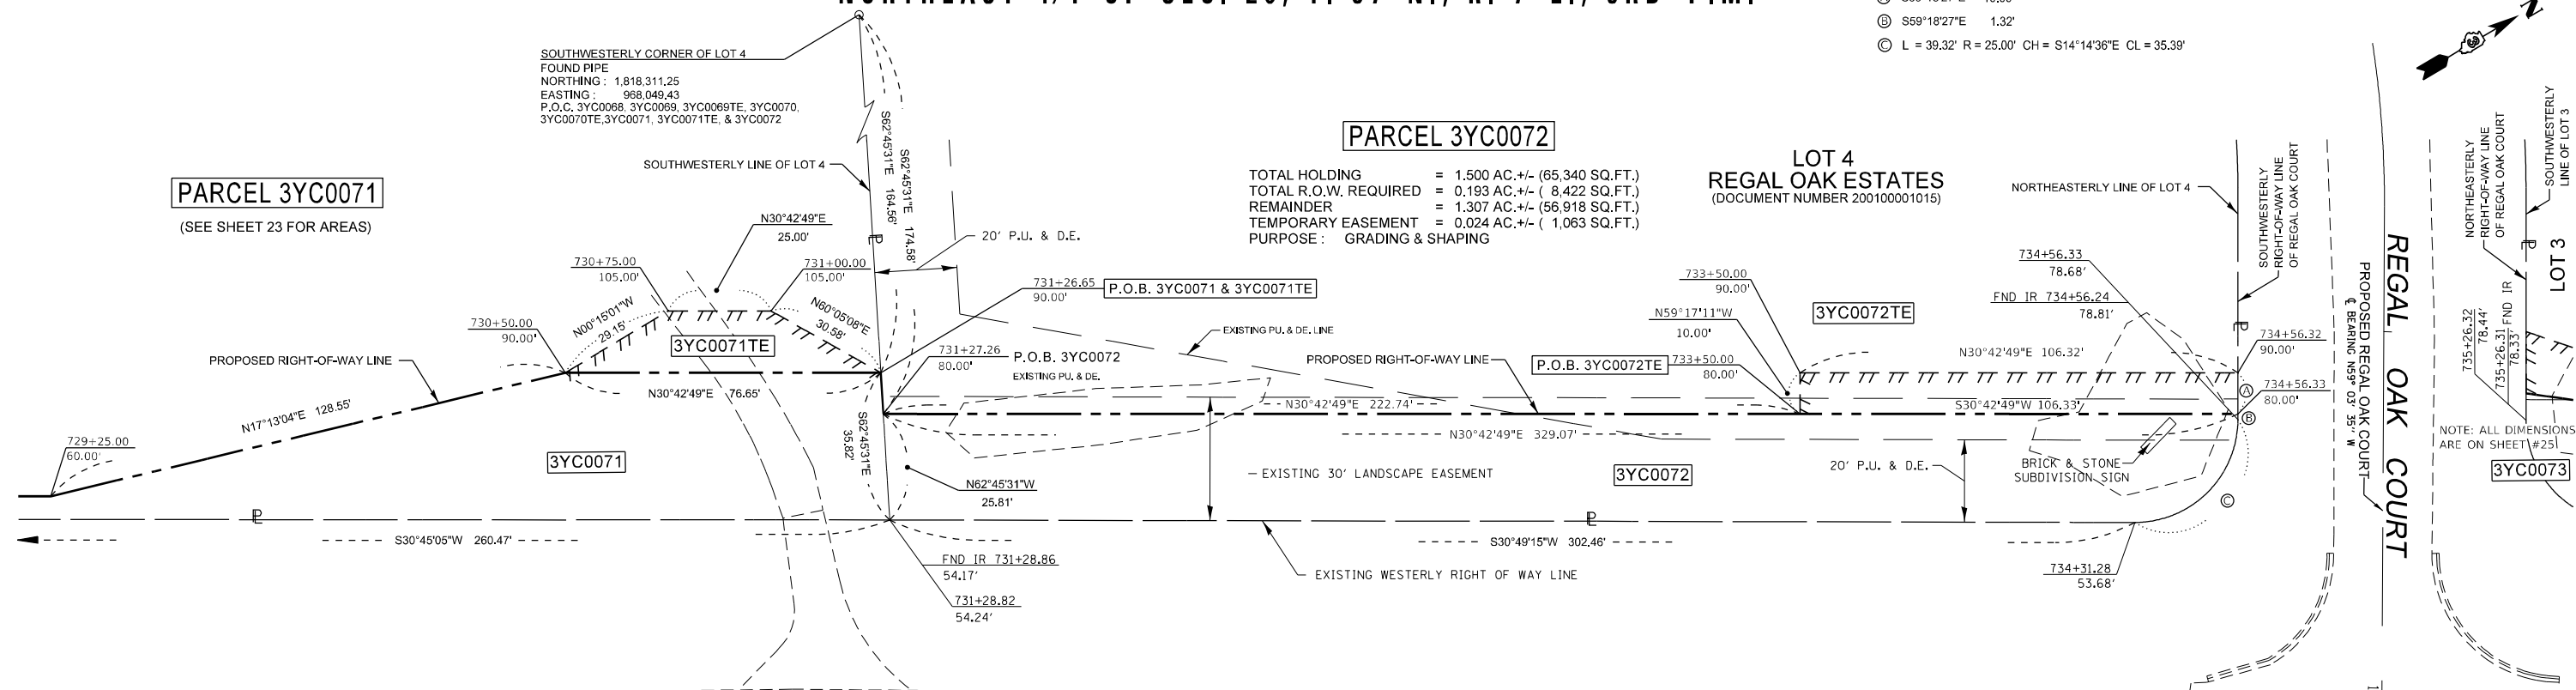 Ⓑ S59°18'27"E 1.32'
Ⓒ L = 39.32' R = 25.00' CH = S14°14'36"E CL = 35.39'
N
SOUTHWESTERLY CORNER OF LOT 4
FOUND PIPE
NORTHING : 1,818,311.25
EASTING : 968,049.43
P.O.C. 3YC0068, 3YC0069, 3YC0069TE, 3YC0070,
3YC0070TE,3YC0071, 3YC0071TE, & 3YC0072
S62°45'31"E 164.56'
S62°45'31"E 174.58'
SOUTHWESTERLY LINE OF LOT 4
PARCEL 3YC0071
(SEE SHEET 23 FOR AREAS)
PARCEL 3YC0072
TOTAL HOLDING = 1.500 AC.+/- (65,340 SQ.FT.)
TOTAL R.O.W. REQUIRED = 0.193 AC.+/- ( 8,422 SQ.FT.)
REMAINDER = 1.307 AC.+/- (56,918 SQ.FT.)
TEMPORARY EASEMENT = 0.024 AC.+/- ( 1,063 SQ.FT.)
PURPOSE : GRADING & SHAPING
LOT 4
REGAL OAK ESTATES
(DOCUMENT NUMBER 200100001015)
NORTHEASTERLY LINE OF LOT 4
SOUTHWESTERLY
RIGHT-OF-WAY LINE
OF REGAL OAK COURT
NORTHEASTERLY
RIGHT-OF-WAY LINE
OF REGAL OAK COURT
SOUTHWESTERLY
LINE OF LOT 3
LOT 3
REGAL OAK COURT
PROPOSED REGAL OAK COURT
℄ BEARING N59° 03' 35" W
N30°42'49"E
25.00'
20' P.U. & D.E.
730+75.00
105.00'
731+00.00
105.00'
731+26.65
90.00'
P.O.B. 3YC0071 & 3YC0071TE
N00°15'01"W
29.15'
N60°05'08"E
30.58'
3YC0071TE
730+50.00
90.00'
PROPOSED RIGHT-OF-WAY LINE
N17°13'04"E 128.55'
N30°42'49"E 76.65'
729+25.00
60.00'
3YC0071
731+27.26
80.00'
P.O.B. 3YC0072
EXISTING PU. & DE.
EXISTING PU. & DE. LINE
PROPOSED RIGHT-OF-WAY LINE
S62°45'31"E
35.82'
N62°45'31"W
25.81'
733+50.00
90.00'
N59°17'11"W
10.00'
P.O.B. 3YC0072TE
733+50.00
80.00'
3YC0072TE
734+56.33
78.68'
FND IR 734+56.24
78.81'
734+56.32
90.00'
734+56.33
80.00'
N30°42'49"E 106.32'
N30°42'49"E 222.74'
S30°42'49"W 106.33'
Ⓐ
Ⓑ
N30°42'49"E 329.07'
EXISTING 30' LANDSCAPE EASEMENT
3YC0072
20' P.U. & D.E.
BRICK & STONE
SUBDIVISION SIGN
Ⓒ
735+26.32
78.44'
735+26.31 FND IR
78.33'
NOTE: ALL DIMENSIONS
ARE ON SHEET #25
3YC0073
S30°45'05"W 260.47'
S30°49'15"W 302.46'
FND IR 731+28.86
54.17'
731+28.82
54.24'
EXISTING WESTERLY RIGHT OF WAY LINE
734+31.28
53.68'